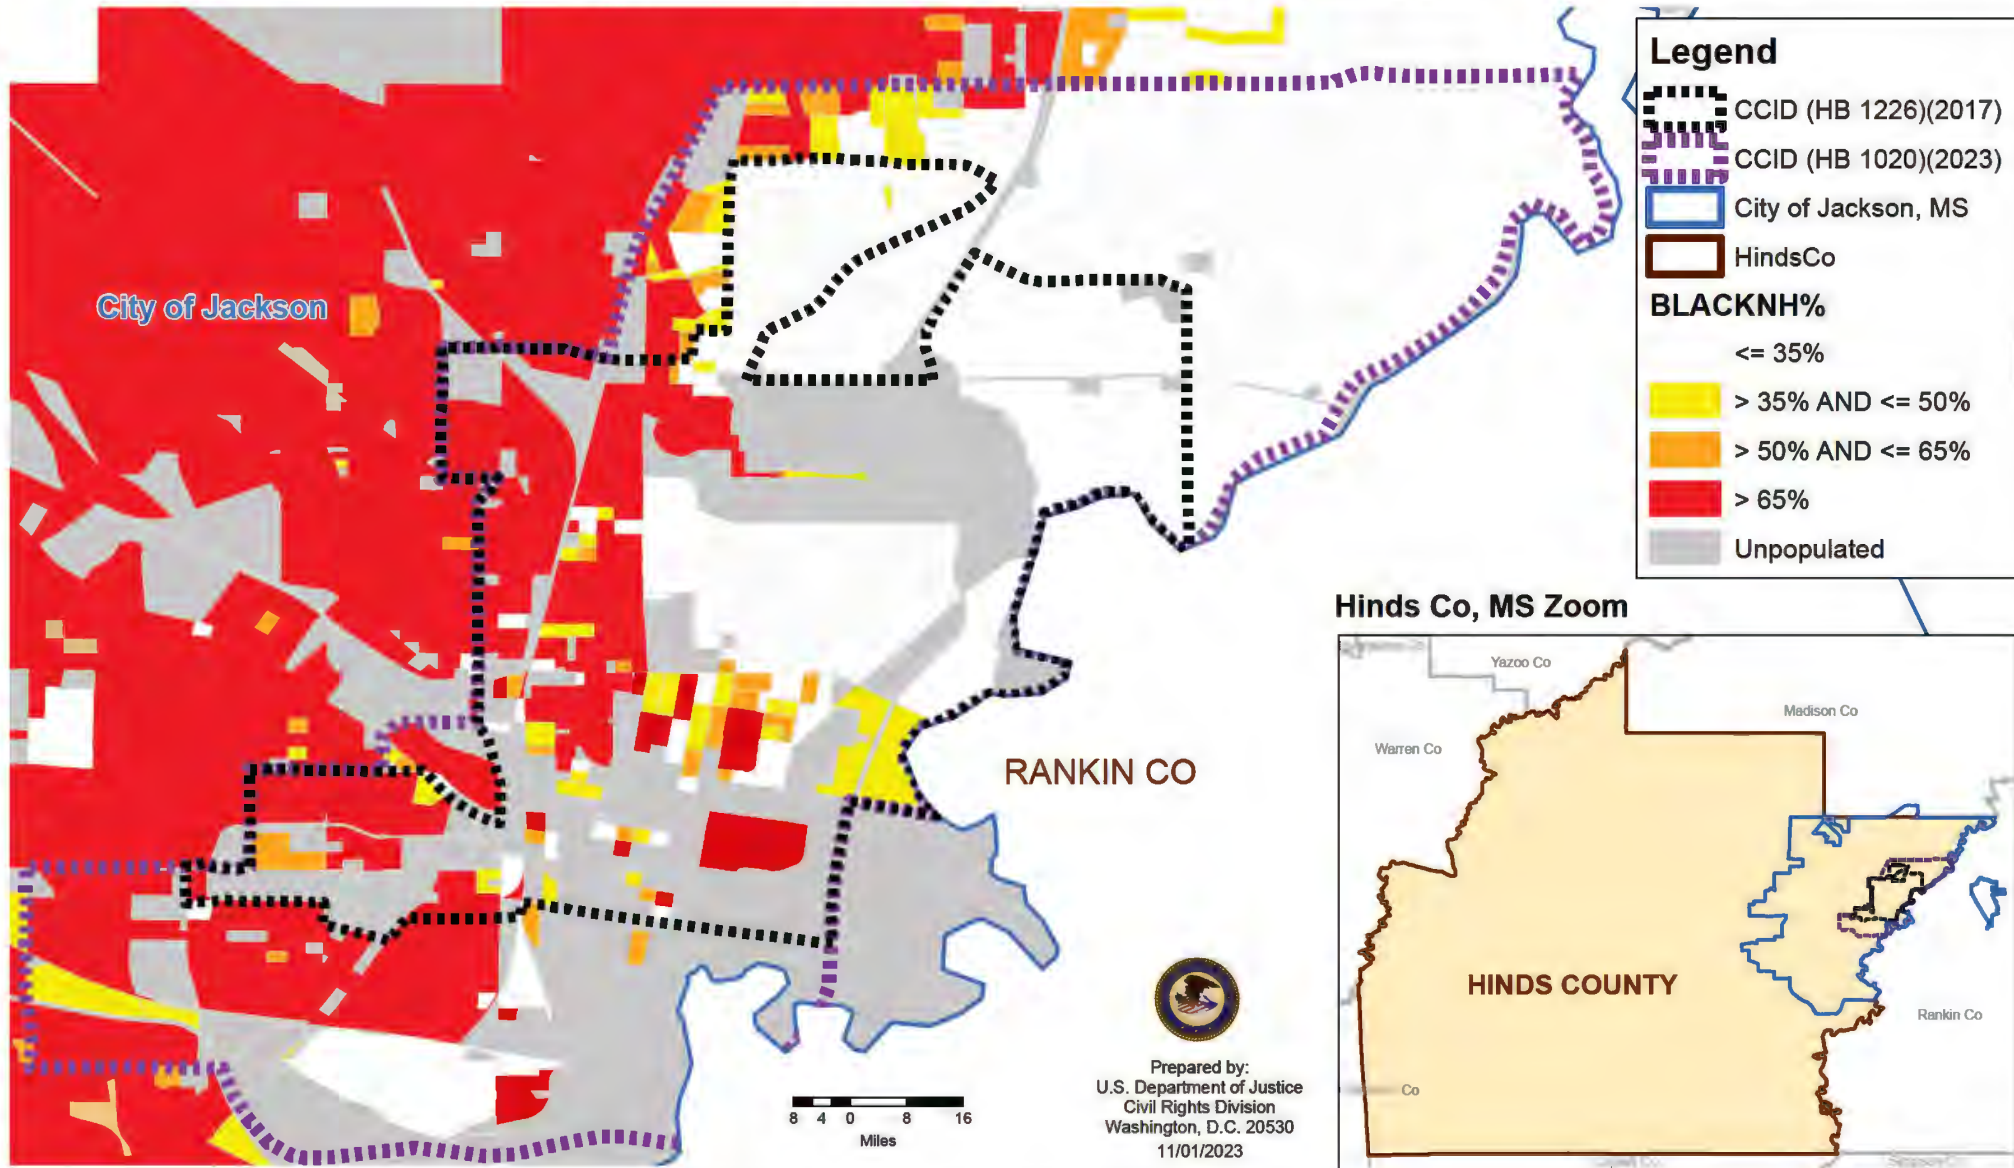 Legend
CCID (HB 1226)(2017)
CCID (HB 1020)(2023)
City of Jackson, MS
HindsCo
BLACKNH%
<= 35%
> 35% AND <= 50%
> 50% AND <= 65%
> 65%
Unpopulated
City of Jackson
RANKIN CO
Hinds Co, MS Zoom
Yazoo Co
Madison Co
Warren Co
HINDS COUNTY
Rankin Co
Co
8 4 0 8 16
Miles
Prepared by:
U.S. Department of Justice
Civil Rights Division
Washington, D.C. 20530
11/01/2023